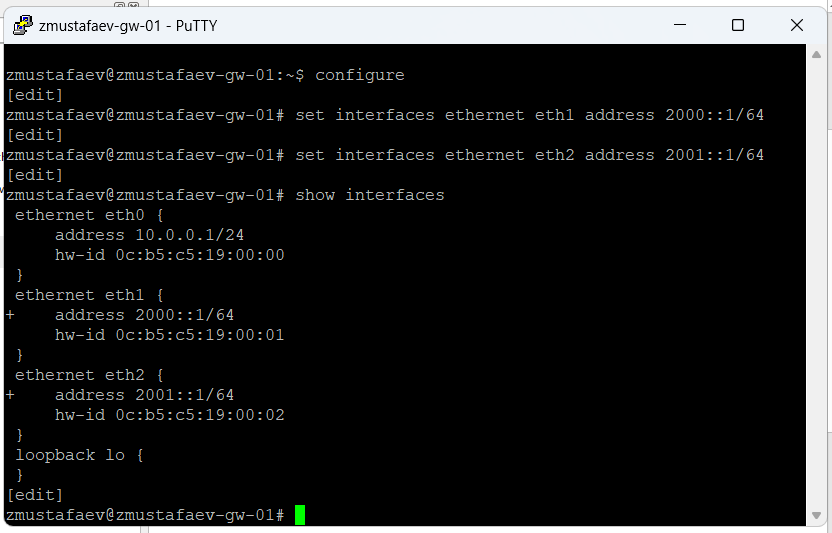 zmustafaev-gw-01 - PuTTY
zmustafaev@zmustafaev-gw-01:~$ configure
[edit]
zmustafaev@zmustafaev-gw-01# set interfaces ethernet eth1 address 2000::1/64
[edit]
zmustafaev@zmustafaev-gw-01# set interfaces ethernet eth2 address 2001::1/64
[edit]
zmustafaev@zmustafaev-gw-01# show interfaces
 ethernet eth0 {
     address 10.0.0.1/24
     hw-id 0c:b5:c5:19:00:00
 }
 ethernet eth1 {
+    address 2000::1/64
     hw-id 0c:b5:c5:19:00:01
 }
 ethernet eth2 {
+    address 2001::1/64
     hw-id 0c:b5:c5:19:00:02
 }
 loopback lo {
 }
[edit]
zmustafaev@zmustafaev-gw-01#